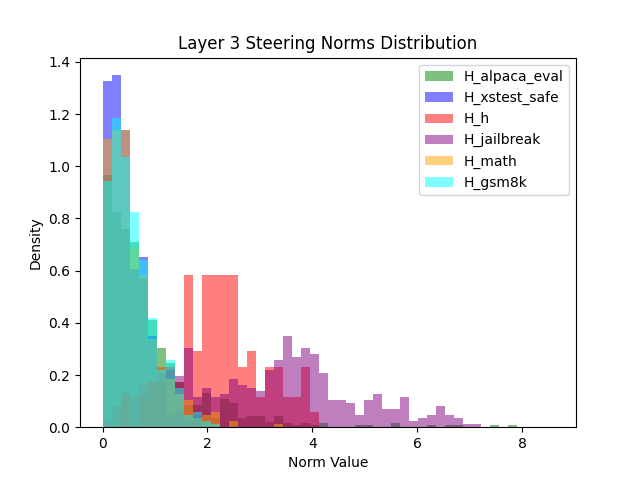 Layer 3 Steering Norms Distribution
1.4
1.2
1.0
0.8
0.6
0.4
0.2
0.0
Density
H_alpaca_eval
H_xstest_safe
H_h
H_jailbreak
H_math
H_gsm8k
0
2
4
6
8
Norm Value